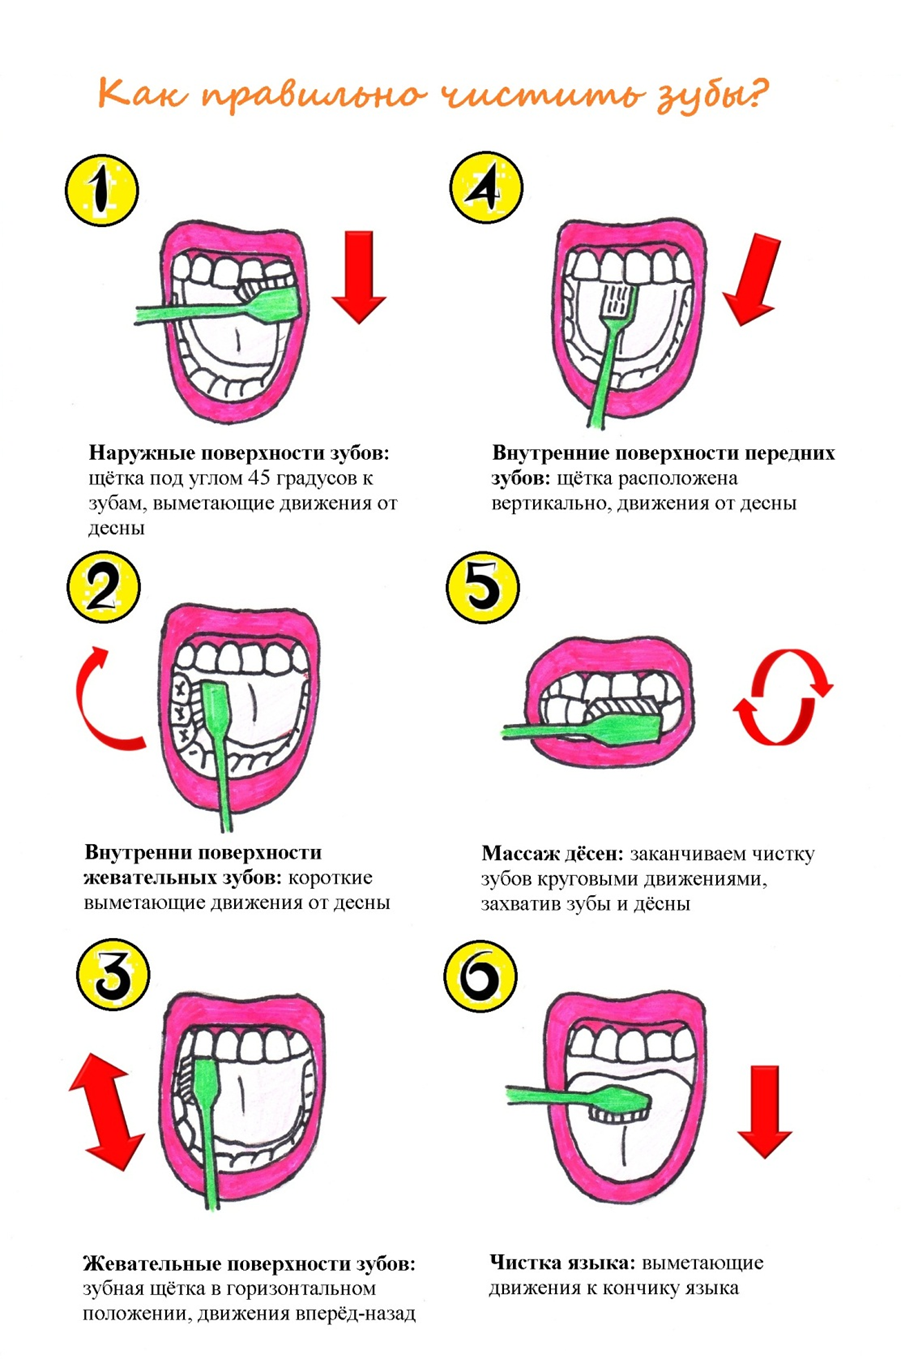 Как правильно чистить зубы?
1
Наружные поверхности зубов:
щётка под углом 45 градусов к
зубам, выметающие движения от
десны
2
Внутренни поверхности
жевательных зубов: короткие
выметающие движения от десны
3
Жевательные поверхности зубов:
зубная щётка в горизонтальном
положении, движения вперёд-назад
4
Внутренние поверхности передних
зубов: щётка расположена
вертикально, движения от десны
5
Массаж дёсен: заканчиваем чистку
зубов круговыми движениями,
захватив зубы и дёсны
6
Чистка языка: выметающие
движения к кончику языка